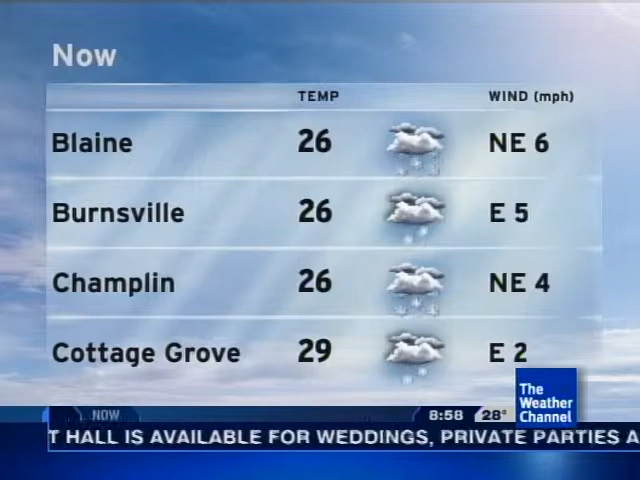 Now
TEMP WIND (mph)
Blaine 26 NE 6
Burnsville 26 E 5
Champlin 26 NE 4
Cottage Grove 29 E 2
The
Weather
Channel
NOW 8:58 28°
T HALL IS AVAILABLE FOR WEDDINGS, PRIVATE PARTIES A